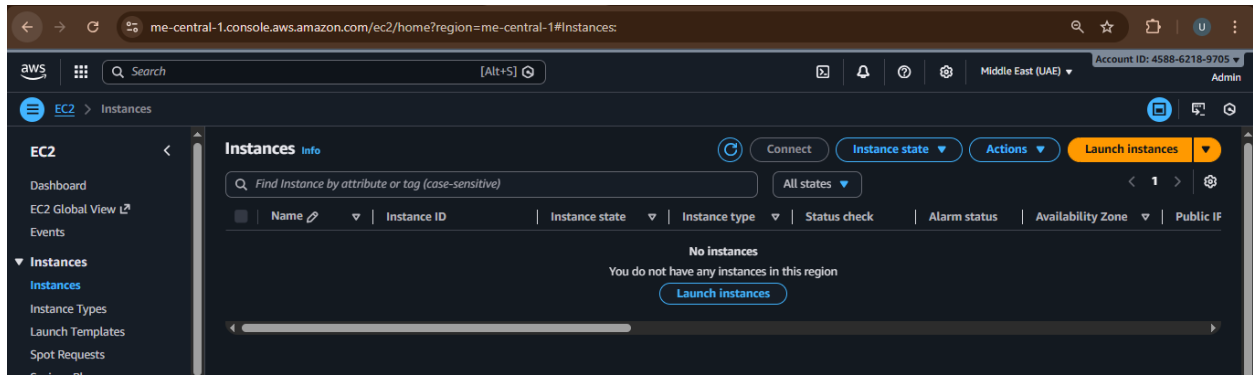 me-central-1.console.aws.amazon.com/ec2/home?region=me-central-1#Instances:
U
aws
Search
[Alt+S]
Middle East (UAE)
Account ID: 4588-6218-9705
Admin
EC2 > Instances
EC2
Dashboard
EC2 Global View
Events
Instances
Instances
Instance Types
Launch Templates
Spot Requests
Instances Info
Connect
Instance state
Actions
Launch instances
Find Instance by attribute or tag (case-sensitive)
All states
1
Name
Instance ID
Instance state
Instance type
Status check
Alarm status
Availability Zone
Public IP
No instances
You do not have any instances in this region
Launch instances